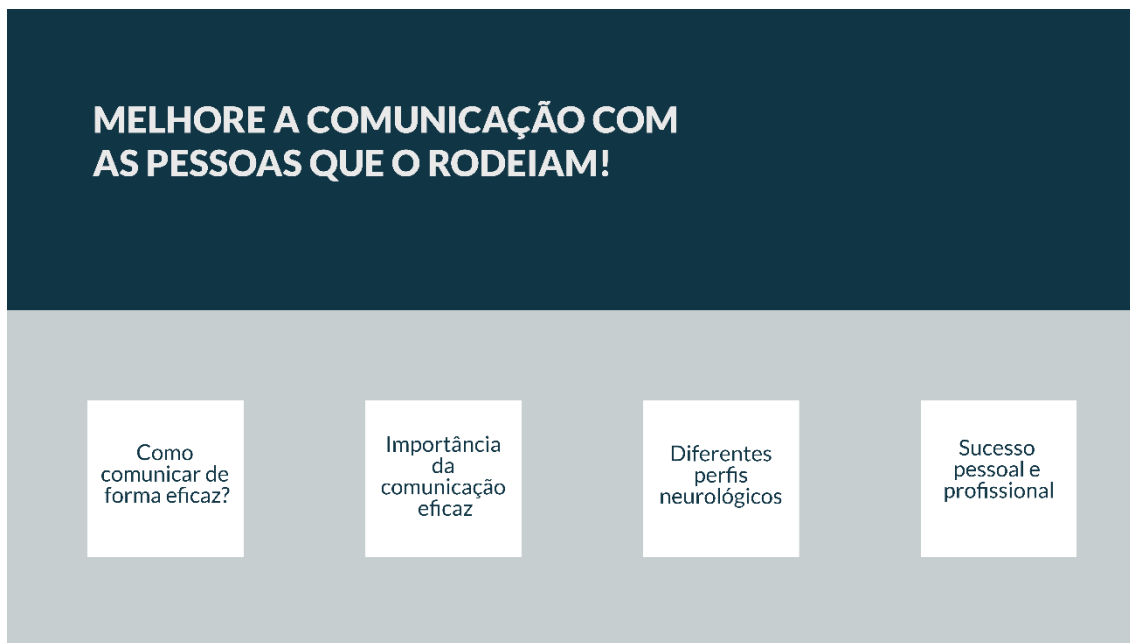 MELHORE A COMUNICAÇÃO COM
AS PESSOAS QUE O RODEIAM!
Como
comunicar de
forma eficaz?
Importância
da
comunicação
eficaz
Diferentes
perfis
neurológicos
Sucesso
pessoal e
profissional